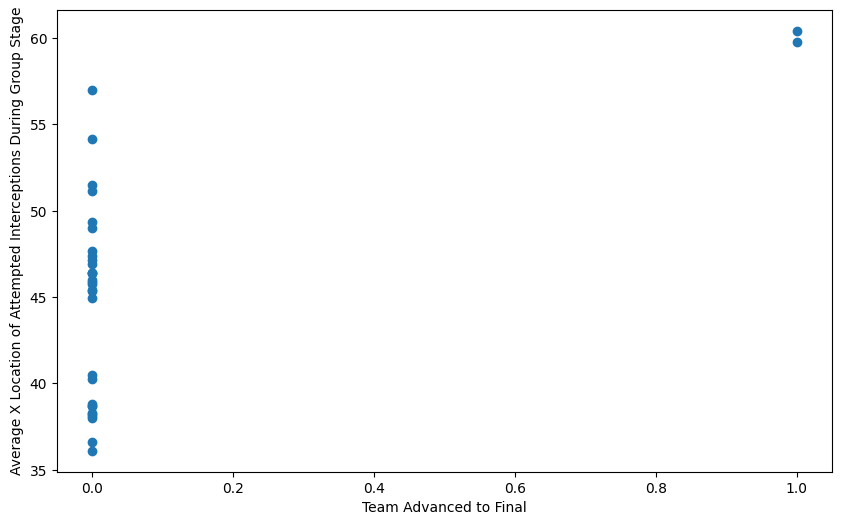 Average X Location of Attempted Interceptions During Group Stage
60
55
50
45
40
35
0.0 0.2 0.4 0.6 0.8 1.0
Team Advanced to Final